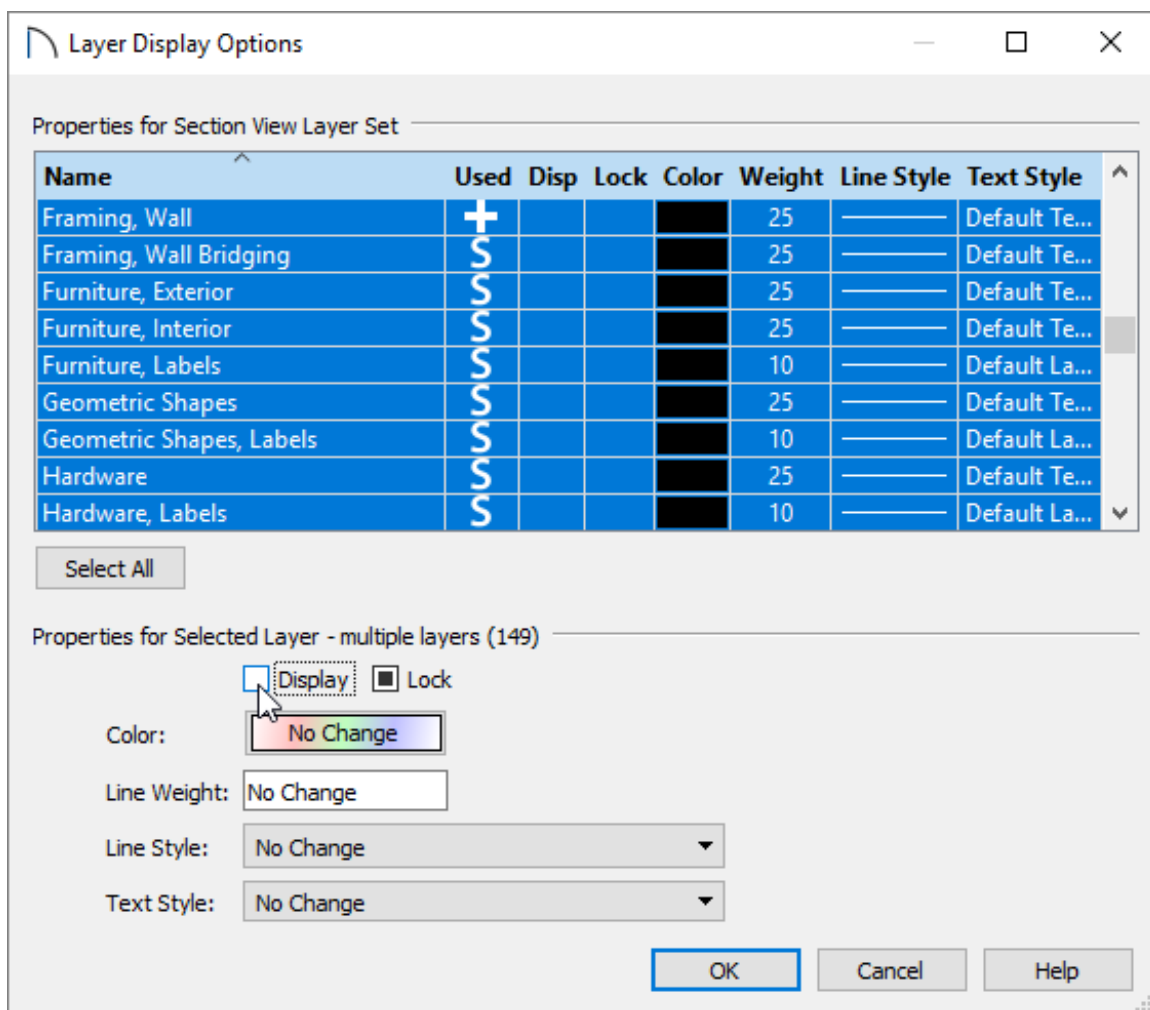 Layer Display Options
Properties for Section View Layer Set
Name Used Disp Lock Color Weight Line Style Text Style
Framing, Wall 25 Default Te...
Framing, Wall Bridging S 25 Default Te...
Furniture, Exterior S 25 Default Te...
Furniture, Interior S 25 Default Te...
Furniture, Labels S 10 Default La...
Geometric Shapes S 25 Default Te...
Geometric Shapes, Labels S 10 Default La...
Hardware S 25 Default Te...
Hardware, Labels S 10 Default La...
Select All
Properties for Selected Layer - multiple layers (149)
Display Lock
Color: No Change
Line Weight: No Change
Line Style: No Change
Text Style: No Change
OK Cancel Help